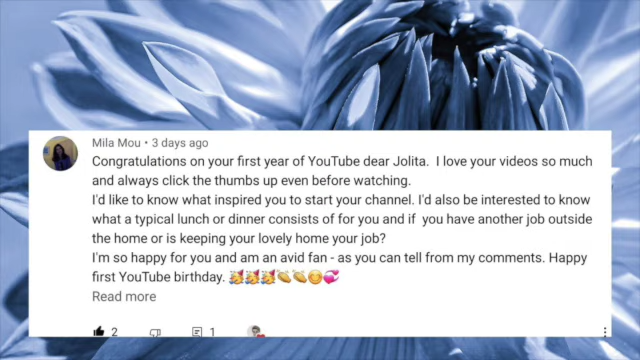 Mila Mou • 3 days ago
Congratulations on your first year of YouTube dear Jolita.  I love your videos so much
and always click the thumbs up even before watching.
I'd like to know what inspired you to start your channel. I'd also be interested to know
what a typical lunch or dinner consists of for you and if  you have another job outside
the home or is keeping your lovely home your job?
I'm so happy for you and am an avid fan - as you can tell from my comments. Happy
first YouTube birthday. 🥳🥳🥳👏👏😊💞
Read more
2 1